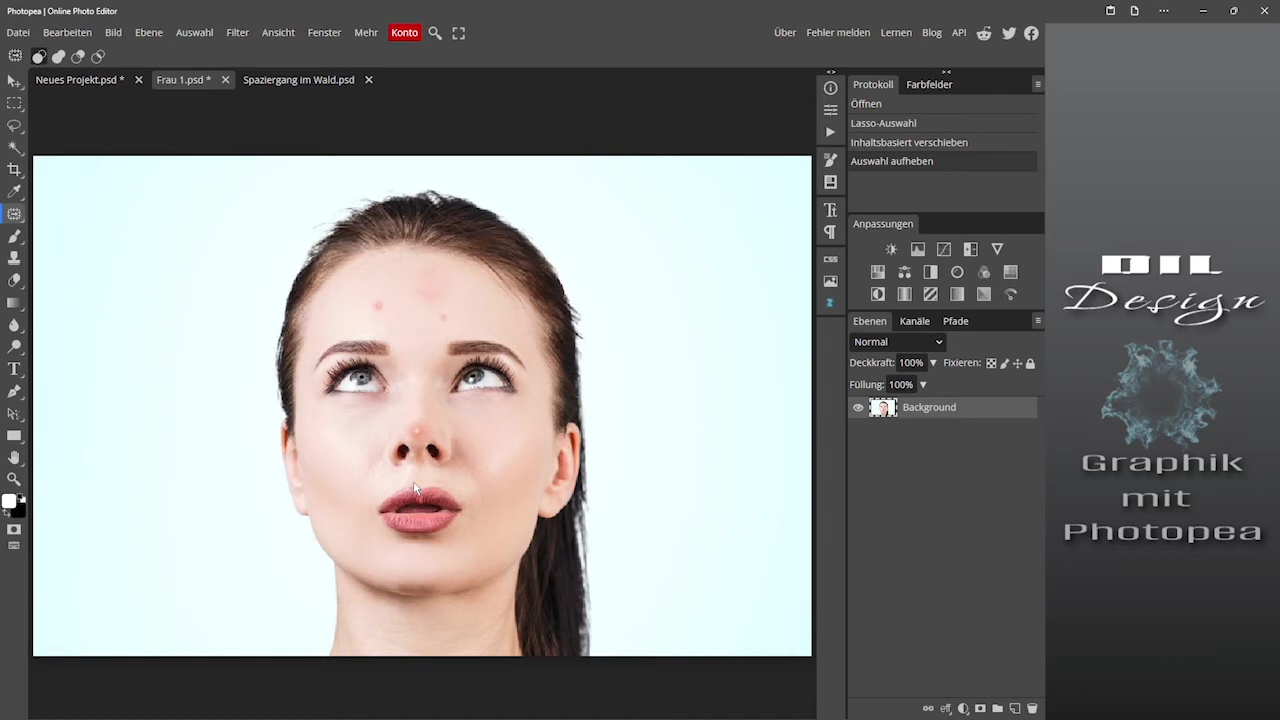 Photopea | Online Photo Editor
Datei Bearbeiten Bild Ebene Auswahl Filter Ansicht Fenster Mehr Konto Über Fehler melden Lernen Blog API
Neues Projekt.psd * Frau 1.psd * Spaziergang im Wald.psd
Protokoll Farbfelder
Öffnen
Lasso-Auswahl
Inhaltsbasiert verschieben
Auswahl aufheben
Anpassungen
CSS
Ebenen Kanäle Pfade
Normal
Deckkraft: 100% Fixieren:
Füllung: 100%
Background
DIL
Design
Graphik
mit
Photopea